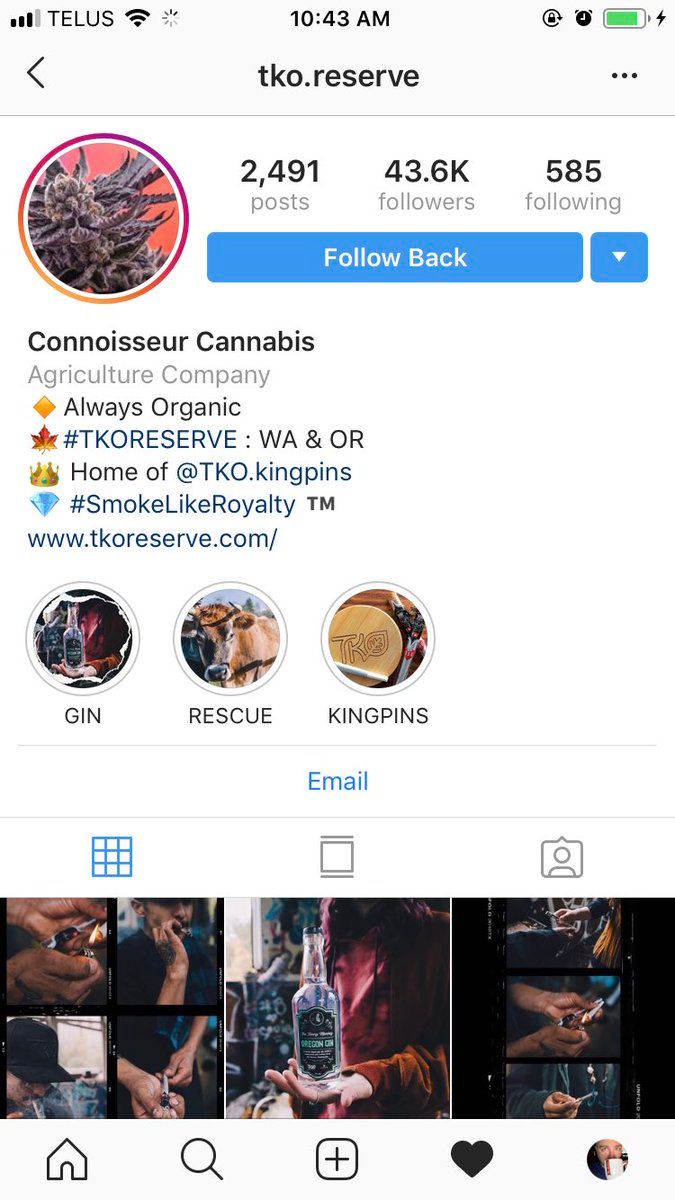 TELUS 10:43 AM
tko.reserve
2,491 43.6K 585
posts followers following
Follow Back
Connoisseur Cannabis
Agriculture Company
🔶 Always Organic
🍁 #TKORESERVE : WA & OR
👑 Home of @TKO.kingpins
💎 #SmokeLikeRoyalty ™
www.tkoreserve.com/
TKO
GIN RESCUE KINGPINS
Email
OREGON GIN